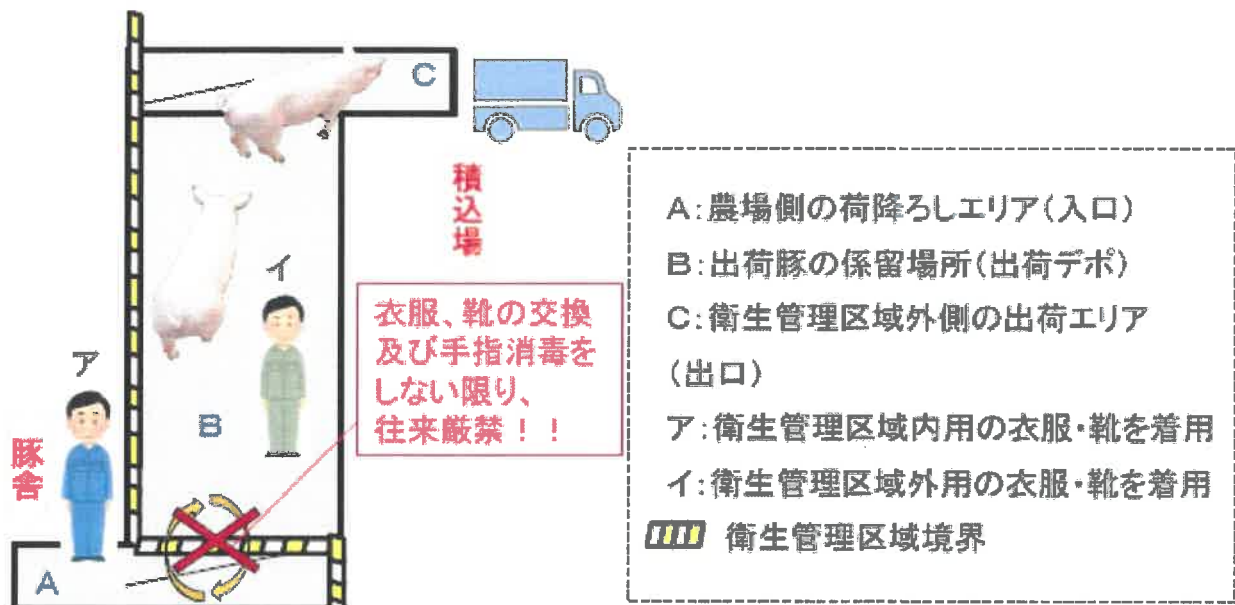 C
積込場
イ
衣服、靴の交換
及び手指消毒を
しない限り、
往来厳禁!!
ア
B
豚舎
A
A:農場側の荷降ろしエリア(入口)
B:出荷豚の係留場所(出荷デポ)
C:衛生管理区域外側の出荷エリア
(出口)
ア:衛生管理区域内用の衣服・靴を着用
イ:衛生管理区域外用の衣服・靴を着用
衛生管理区域境界